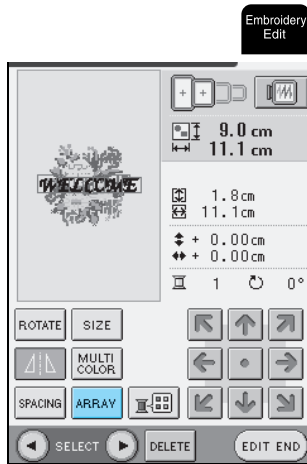 Embroidery
Edit
9.0 cm
11.1 cm
WELLCOME
1.8cm
11.1cm
+ 0.00cm
+ 0.00cm
1 0°
ROTATE SIZE
MULTI
COLOR
SPACING ARRAY
SELECT DELETE EDIT END